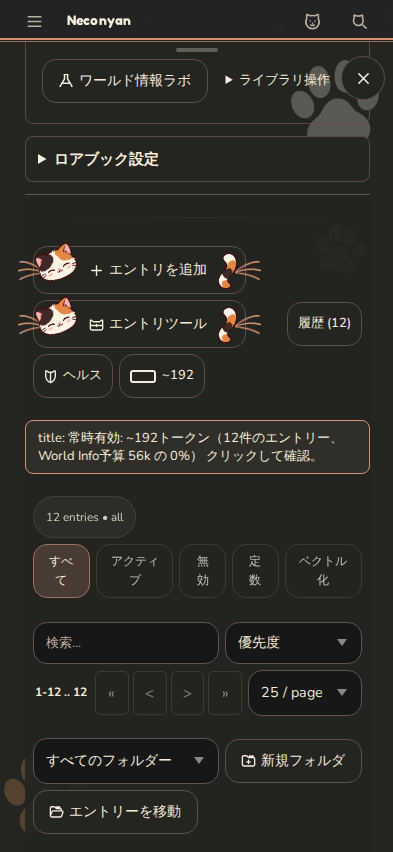 Neconyan
ワールド情報ラボ
▶ ライブラリ操作
▶ ロアブック設定
+ エントリを追加
エントリツール
履歴 (12)
ヘルス
~192
title: 常時有効: ~192トークン（12件のエントリー、
World Info予算 56k の 0%） クリックして確認。
12 entries • all
すべ
て
アクティ
ブ
無
効
定
数
ベクトル
化
検索...
優先度
1-12 .. 12
«
<
>
»
25 / page
すべてのフォルダー
新規フォルダ
エントリーを移動